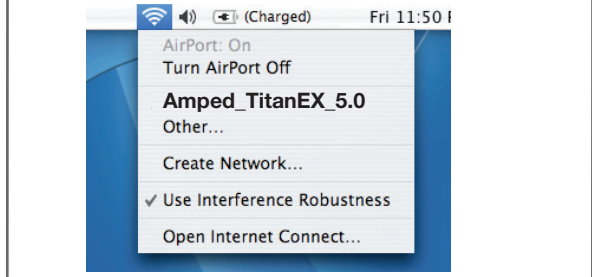 (Charged) Fri 11:50
AirPort: On
Turn AirPort Off
Amped_TitanEX_5.0
Other...
Create Network...
✓ Use Interference Robustness
Open Internet Connect...